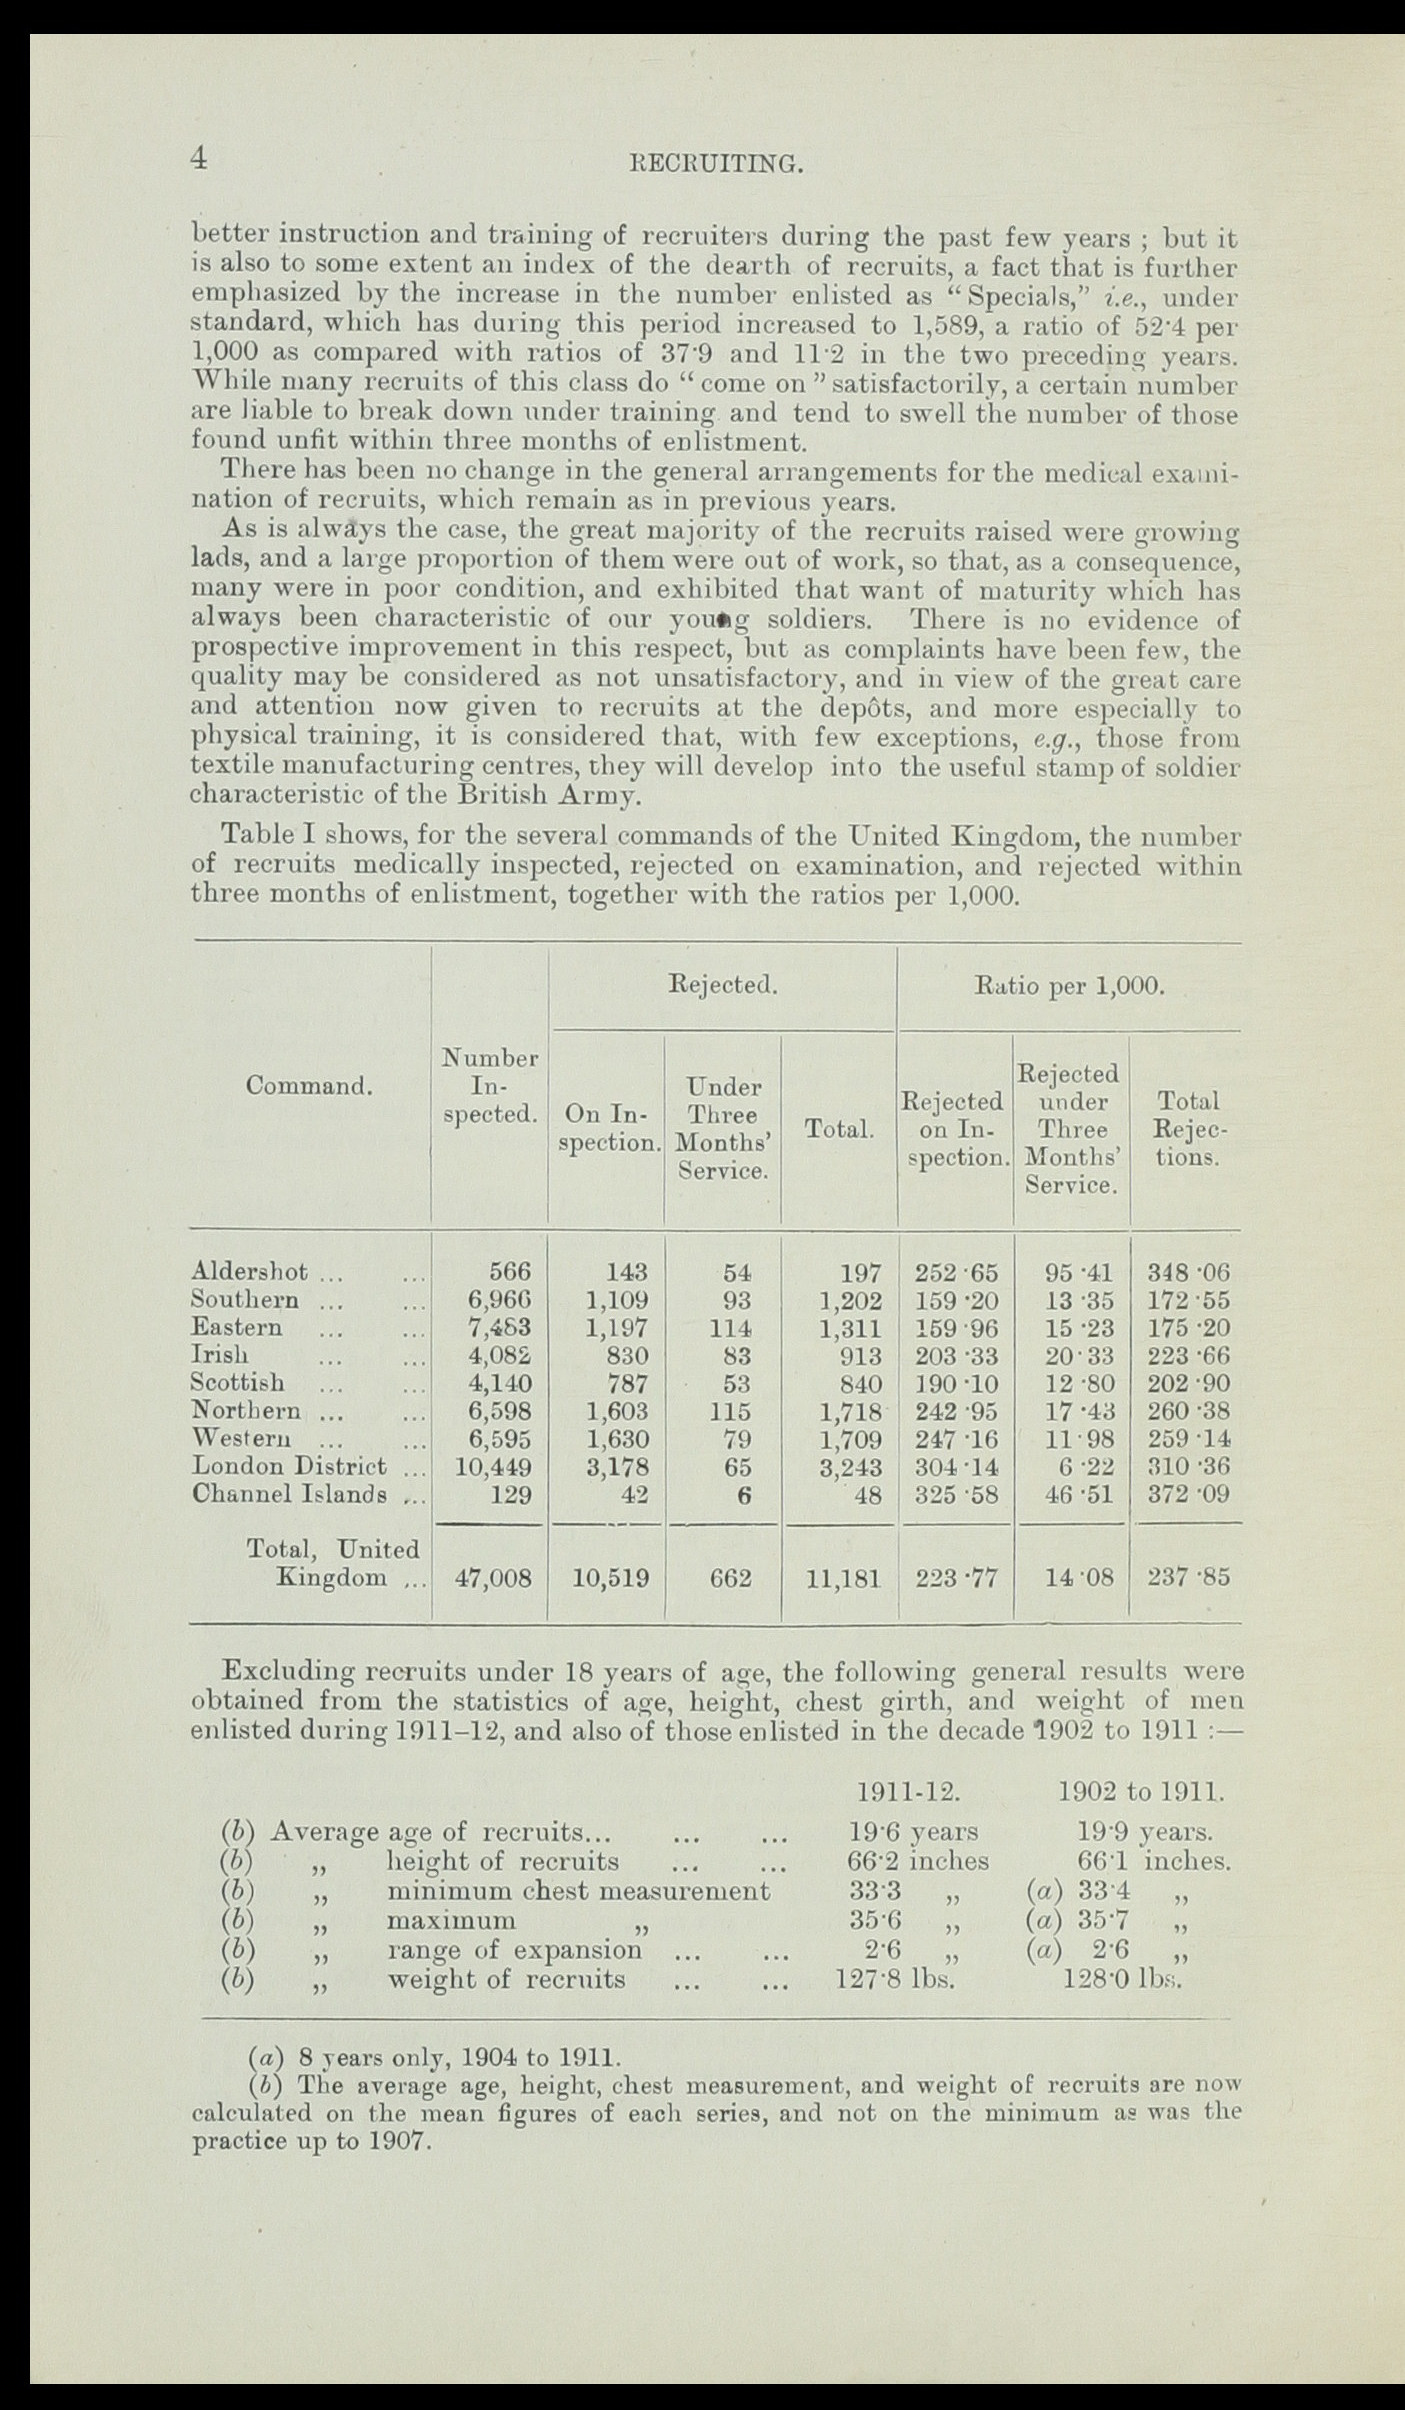 4 RECRUITING.
better instruction and training of recruiters during the past few years ; but it
is also to some extent an index of the dearth of recruits, a fact that is further
emphasized by the increase in the number enlisted as “ Specials,” i.e., under
standard, which has during this period increased to 1,589, a ratio of 52·4 per
1,000 as compared with ratios of 37·9 and 11·2 in the two preceding years.
While many recruits of this class do “ come on ” satisfactorily, a certain number
are liable to break down under training and tend to swell the number of those
found unfit within three months of enlistment.
There has been no change in the general arrangements for the medical exami-
nation of recruits, which remain as in previous years.
As is always the case, the great majority of the recruits raised were growing
lads, and a large proportion of them were out of work, so that, as a consequence,
many were in poor condition, and exhibited that want of maturity which has
always been characteristic of our young soldiers. There is no evidence of
prospective improvement in this respect, but as complaints have been few, the
quality may be considered as not unsatisfactory, and in view of the great care
and attention now given to recruits at the depôts, and more especially to
physical training, it is considered that, with few exceptions, e.g., those from
textile manufacturing centres, they will develop into the useful stamp of soldier
characteristic of the British Army.
Table I shows, for the several commands of the United Kingdom, the number
of recruits medically inspected, rejected on examination, and rejected within
three months of enlistment, together with the ratios per 1,000.
Command.
Number
In-
spected.
Rejected.
On In-
spection.
Under
Three
Months’
Service.
Total.
Ratio per 1,000.
Rejected
on In-
spection.
Rejected
under
Three
Months’
Service.
Total
Rejec-
tions.
Aldershot ... ... 566 143 54 197 252·65 95·41 348·06
Southern ... ... 6,966 1,109 93 1,202 159·20 13·35 172·55
Eastern ... ... 7,483 1,197 114 1,311 159·96 15·23 175·20
Irish ... ... 4,082 830 83 913 203·33 20·33 223·66
Scottish ... ... 4,140 787 53 840 190·10 12·80 202·90
Northern ... ... 6,598 1,603 115 1,718 242·95 17·43 260·38
Western ... ... 6,595 1,630 79 1,709 247·16 11·98 259·14
London District ... 10,449 3,178 65 3,243 304·14 6·22 310·36
Channel Islands ... 129 42 6 48 325·58 46·51 372·09
Total, United
Kingdom ... 47,008 10,519 662 11,181 223·77 14·08 237·85
Excluding recruits under 18 years of age, the following general results were
obtained from the statistics of age, height, chest girth, and weight of men
enlisted during 1911–12, and also of those enlisted in the decade 1902 to 1911 :—
1911-12. 1902 to 1911.
(b) Average age of recruits... ... ... 19·6 years 19·9 years.
(b) „ height of recruits ... ... 66·2 inches 66·1 inches.
(b) „ minimum chest measurement 33·3 „ (a) 33·4 „
(b) „ maximum „ 35·6 „ (a) 35·7 „
(b) „ range of expansion ... ... 2·6 „ (a) 2·6 „
(b) „ weight of recruits ... ... 127·8 lbs. 128·0 lbs.
(a) 8 years only, 1904 to 1911.
(b) The average age, height, chest measurement, and weight of recruits are now
calculated on the mean figures of each series, and not on the minimum as was the
practice up to 1907.